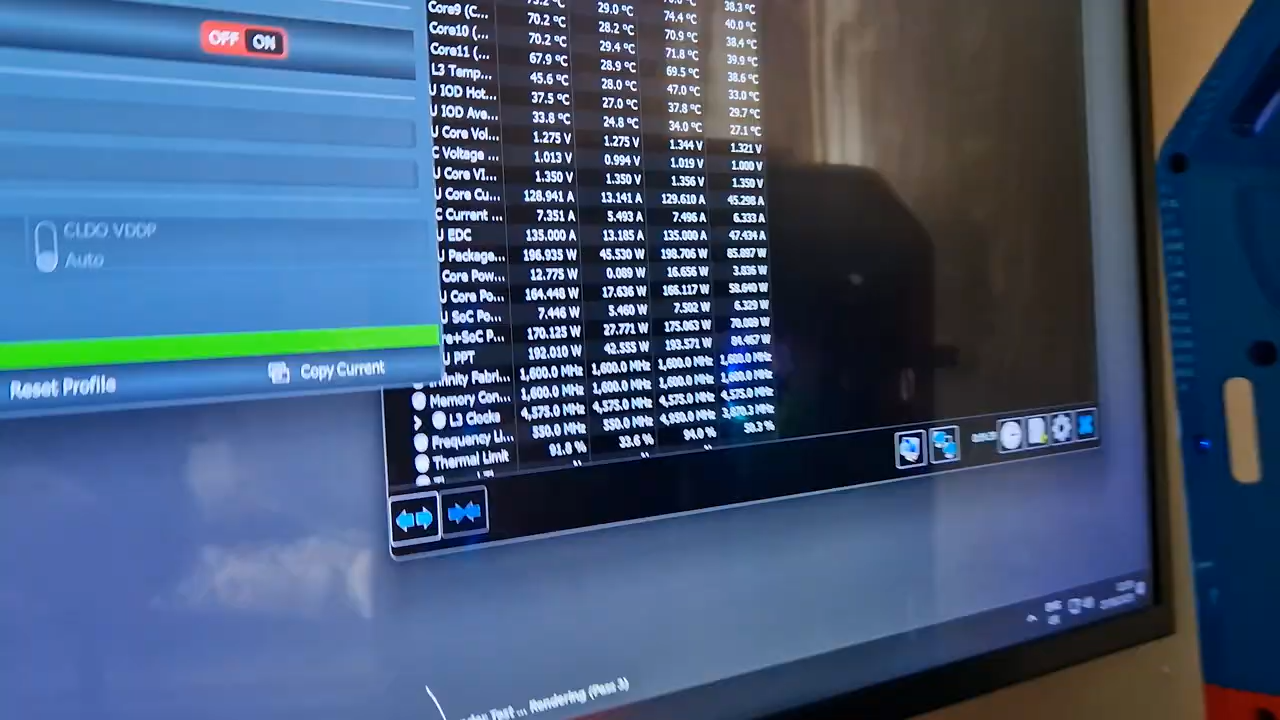 OFF ON
CLDO VDDP
Auto
Reset Profile
Copy Current
38.3 °C
Core9 (C... 70.2 °C 29.0 °C 74.4 °C 40.0 °C
Core10 (... 70.2 °C 28.2 °C 70.9 °C 38.4 °C
Core11 (... 67.9 °C 29.4 °C 71.8 °C 39.9 °C
L3 Temp... 45.6 °C 28.9 °C 69.5 °C 38.6 °C
U IOD Hot... 37.5 °C 28.0 °C 47.0 °C 33.0 °C
U IOD Ave... 33.8 °C 27.0 °C 37.8 °C 29.7 °C
24.8 °C 34.0 °C 27.1 °C
U Core Vol... 1.275 V 1.275 V 1.344 V 1.321 V
C Voltage ... 1.013 V 0.994 V 1.019 V 1.000 V
U Core VI... 1.350 V 1.350 V 1.356 V 1.350 V
U Core Cu... 128.941 A 13.141 A 129.610 A 45.298 A
C Current ... 7.351 A 5.493 A 7.496 A 6.333 A
U EDC 135.000 A 13.185 A 135.000 A 47.434 A
U Package... 196.935 W 45.530 W 198.706 W 85.897 W
Core Pow... 12.775 W 0.089 W 16.656 W 3.836 W
U Core Po... 164.448 W 17.636 W 166.117 W 58.640 W
U SoC Po... 7.446 W 5.460 W 7.502 W 6.329 W
re+SoC P... 170.125 W 27.771 W 175.063 W 70.089 W
U PPT 192.010 W 42.555 W 193.571 W 84.467 W
Infinity Fabri... 1,600.0 MHz 1,600.0 MHz 1,600.0 MHz 1,600.0 MHz
Memory Con... 1,600.0 MHz 1,600.0 MHz 1,600.0 MHz 1,600.0 MHz
L3 Clocks 4,575.0 MHz 4,575.0 MHz 4,575.0 MHz 4,575.0 MHz
Frequency Li... 550.0 MHz 550.0 MHz 4,950.0 MHz 3,870.3 MHz
Thermal Limit 91.8 % 33.6 % 94.0 % 50.3 %
Test ... Rendering (Pass 3)